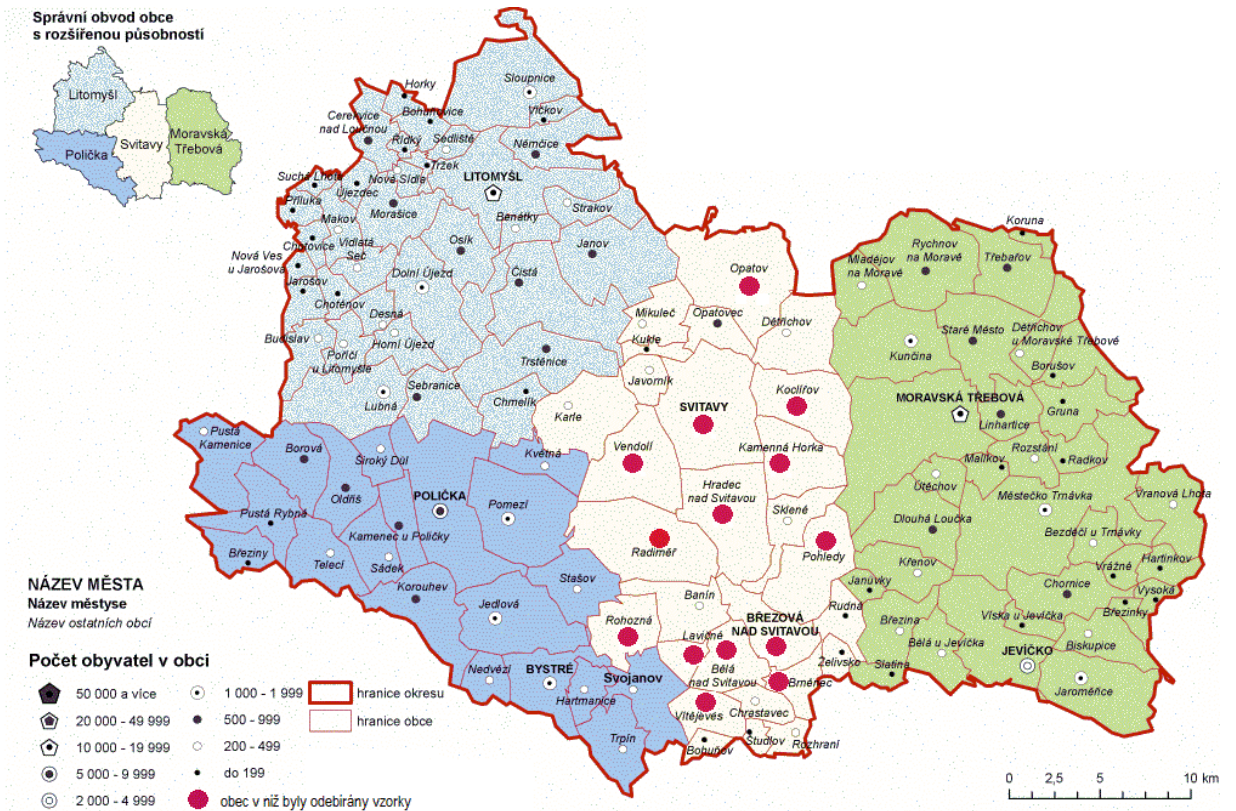 Správní obvod obce
s rozšířenou působností
Litomyšl
Polička
Svitavy
Moravská
Třebová
Horky
Sloupnice
Bohuňovice
Vlčkov
Cerekvice
nad Loučnou
Řídký
Sedliště
Němčice
Tržek
Nová Sídla
LITOMYŠL
Suchá Lhota
Újezdec
Příluka
Morašice
Makov
Strakov
Benátky
Chotovice
Vidlatá
Seč
Osík
Janov
Nová Ves
u Jarošova
Jarošov
Dolní Újezd
Čistá
Chotěnov
Desná
Horní Újezd
Budislav
Poříčí
u Litomyšle
Trstěnice
Sebranice
Lubná
Chmelík
Opatov
Mikuleč
Opatovec
Dětřichov
Kukle
Javorník
Koclířov
SVITAVY
Karle
Vendolí
Kamenná Horka
Květná
Hradec
nad Svitavou
Sklené
Radiměř
Pohledy
Koruna
Rychnov
na Moravě
Třebařov
Mladějov
na Moravě
Staré Město
Dětřichov
u Moravské Třebové
Kunčina
Borušov
MORAVSKÁ TŘEBOVÁ
Gruna
Linhartice
Rozstání
Malíkov
Radkov
Útěchov
Městečko Trnávka
Vranová Lhota
Dlouhá Loučka
Bezděčí u Trnávky
Hartinkov
Vrážné
Křenov
Janůvky
Chornice
Vysoká
Březinky
Víska u Jevíčka
Březina
Biskupice
Bělá u Jevíčka
JEVÍČKO
Slatina
Jaroměřice
Pustá
Kamenice
Borová
Široký Důl
Oldřiš
POLIČKA
Pomezí
Pustá Rybná
Kamenec u Poličky
Březiny
Telecí
Sádek
Korouhev
Stašov
Jedlová
Banín
Rudná
Rohozná
Lavičné
BŘEZOVÁ
NAD SVITAVOU
Želivsko
Bělá
nad Svitavou
Brněnec
Nedvězí
BYSTRÉ
Svojanov
Hartmanice
Vítějeves
Chrastavec
Trpín
Bohuňov
Študlov
Rozhraní
NÁZEV MĚSTA
Název městyse
Název ostatních obcí
Počet obyvatel v obci
50 000 a více
1 000 - 1 999
hranice okresu
20 000 - 49 999
500 - 999
hranice obce
10 000 - 19 999
200 - 499
5 000 - 9 999
do 199
2 000 - 4 999
obec v níž byly odebírány vzorky
0 2,5 5 10 km